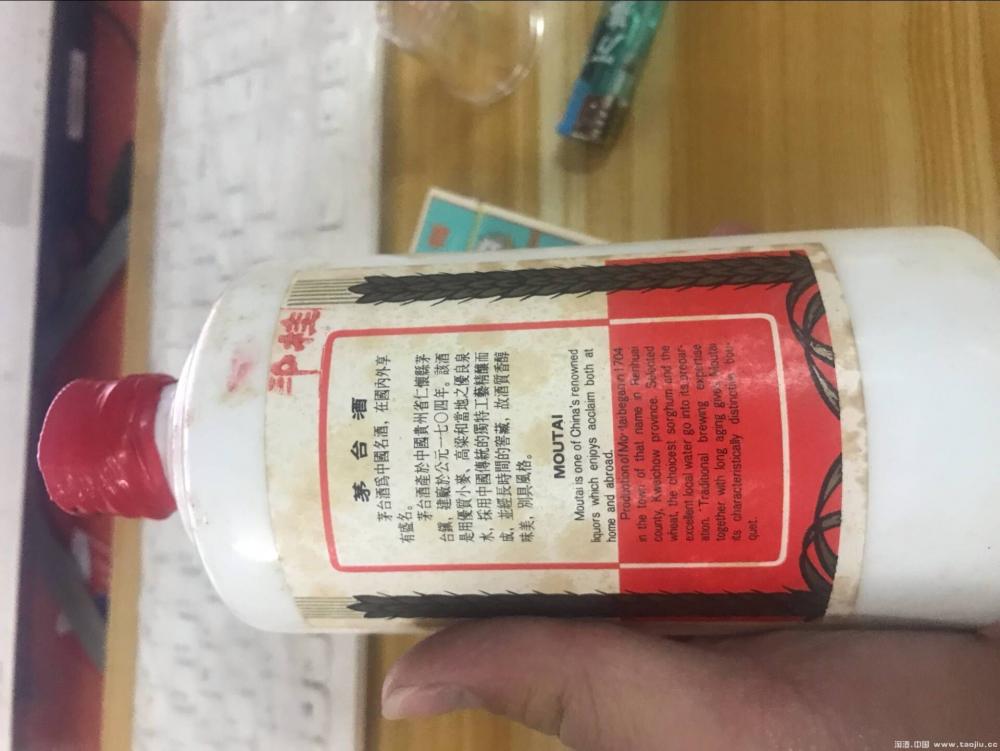 茅台酒
茅台酒爲中國名酒，在國內外享
有盛名。
茅台酒產於中國貴州省仁懷縣茅
台鎮，建廠於公元一七〇四年。該酒
是用優質小麥、高粱和當地之優良泉
水，採用中國傳統的獨特工藝精釀而
成，並經長時間的窖藏，故酒質香醇
味美，別具風格。
MOUTAI
Moutai is one of China's renowned
liquors which enjoys acclaim both at
home and abroad.
Production of Moutai began in 1704
in the town of that name in Renhuai
county, Kweichow province. Selected
wheat, the choicest sorghum and the
excellent local water go into its prepar-
ation. Traditional brewing expertise
together with long aging gives Moutai
its characteristically distinctive bou-
quet.
淘酒.中国 www.taojiu.cc